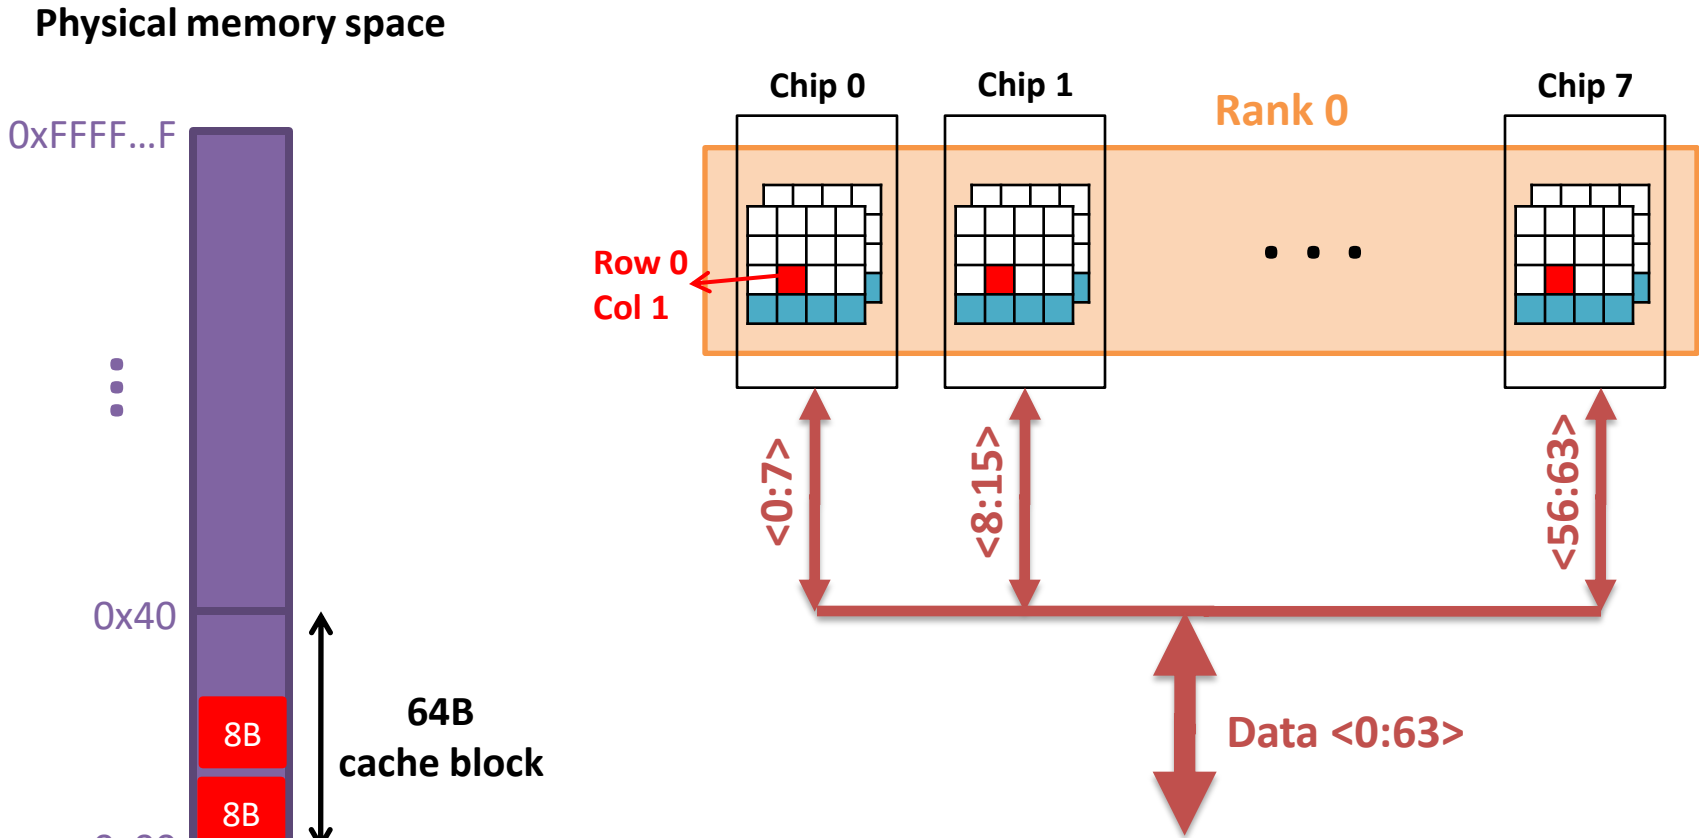 Physical memory space
Chip 0
Chip 1
Chip 7
Rank 0
0xFFFF...F
Row 0
Col 1
<0:7>
<8:15>
<56:63>
0x40
64B
cache block
8B
8B
Data <0:63>